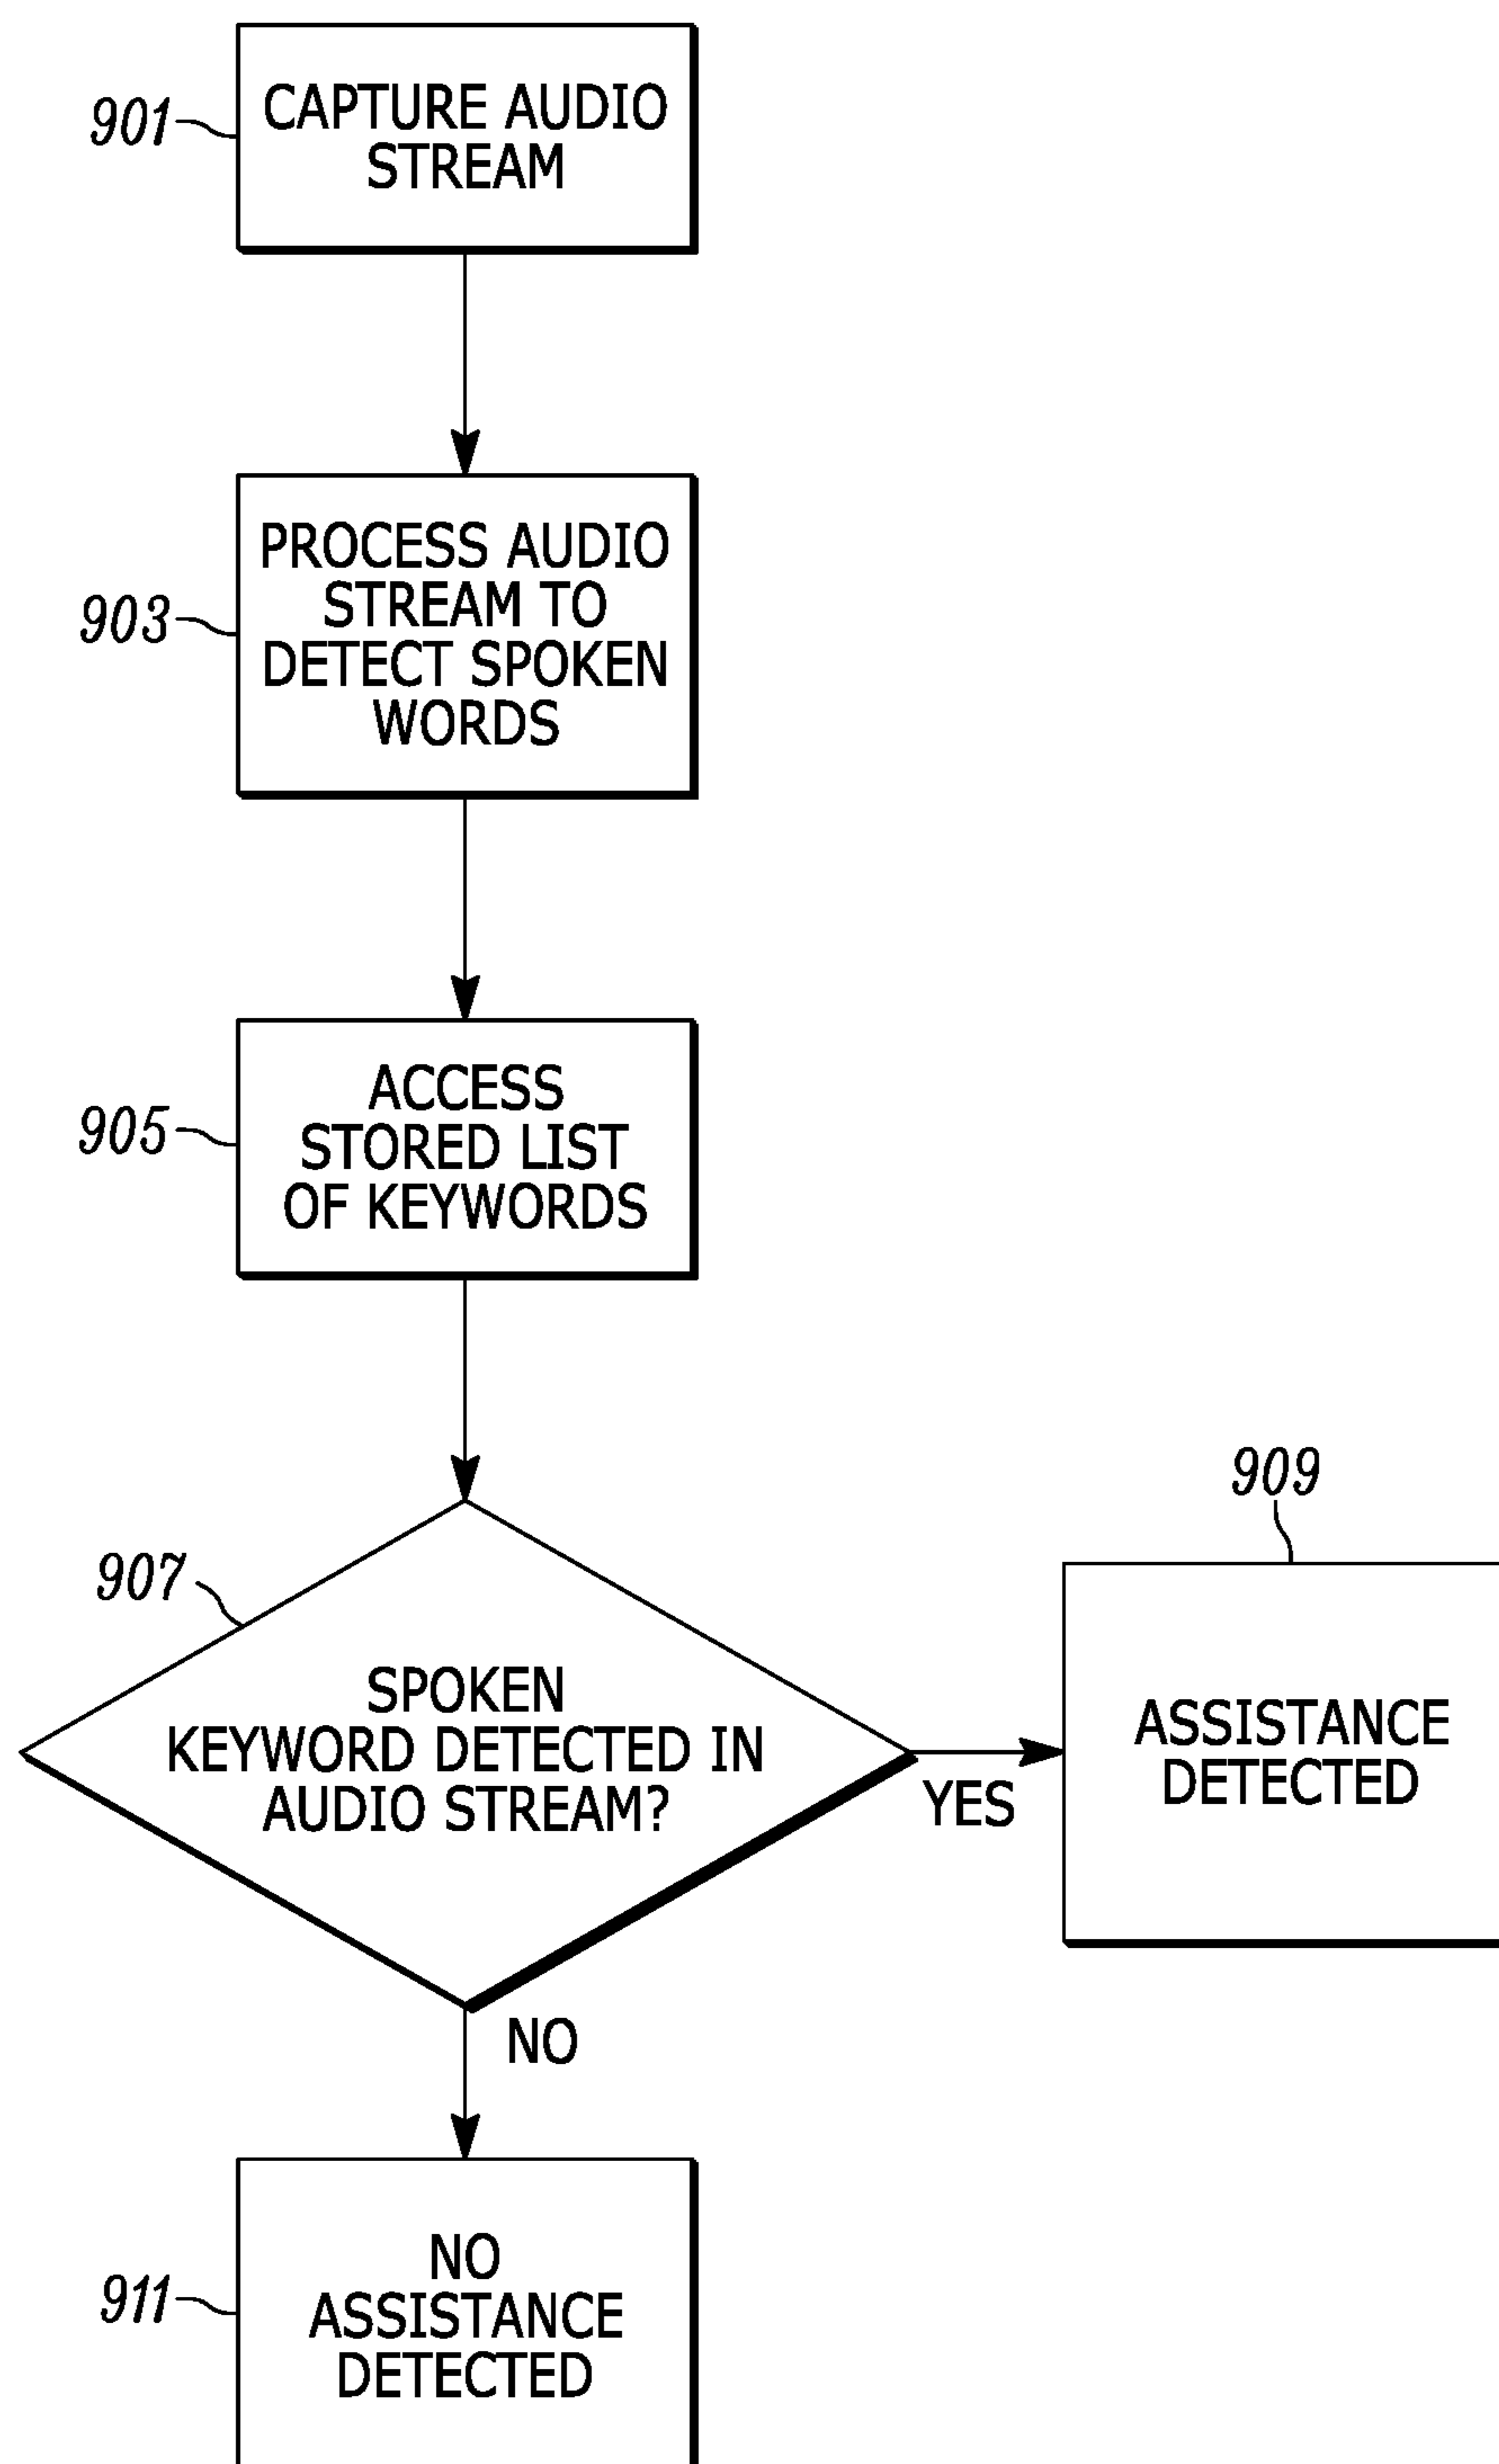 901
CAPTURE AUDIO
STREAM
903
PROCESS AUDIO
STREAM TO
DETECT SPOKEN
WORDS
905
ACCESS
STORED LIST
OF KEYWORDS
907
SPOKEN
KEYWORD DETECTED IN
AUDIO STREAM?
YES
909
ASSISTANCE
DETECTED
NO
911
NO
ASSISTANCE
DETECTED